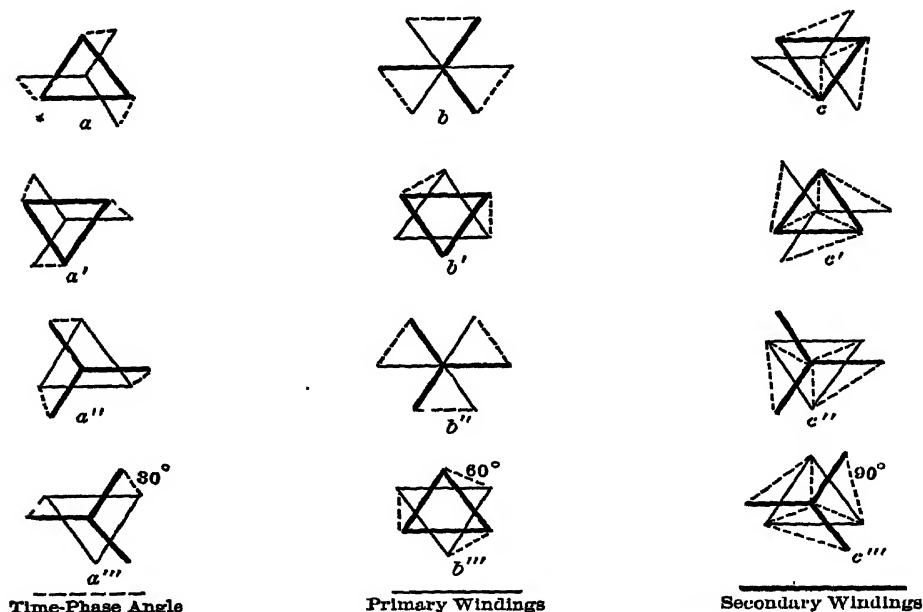 a b c
a' b' c'
a'' b'' c''
30° 60° 90°
a''' b''' c'''
Time-Phase Angle Primary Windings Secondary Windings